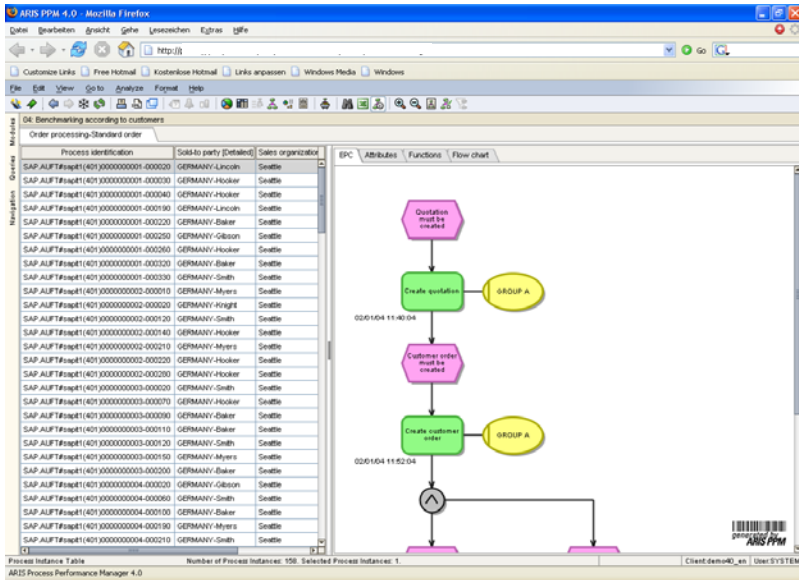 ARIS PPM 4.0 - Mozilla Firefox
Datei Bearbeiten Ansicht Gehe Lesezeichen Extras Hilfe
http://
Go
Customize Links Free Hotmail Kostenlose Hotmail Links anpassen Windows Media Windows
File Edit View Go to Analyze Format Help
Modules
Queries
Navigation
04: Benchmarking according to customers
Order processing-Standard order
Process identification Sold-to party [Detailed] Sales organization
SAP.AUFT#sapit1(401)0000000001-000020 GERMANY-Lincoln Seattle
SAP.AUFT#sapit1(401)0000000001-000030 GERMANY-Hooker Seattle
SAP.AUFT#sapit1(401)0000000001-000040 GERMANY-Hooker Seattle
SAP.AUFT#sapit1(401)0000000001-000190 GERMANY-Lincoln Seattle
SAP.AUFT#sapit1(401)0000000001-000220 GERMANY-Baker Seattle
SAP.AUFT#sapit1(401)0000000001-000250 GERMANY-Gibson Seattle
SAP.AUFT#sapit1(401)0000000001-000260 GERMANY-Hooker Seattle
SAP.AUFT#sapit1(401)0000000001-000320 GERMANY-Baker Seattle
SAP.AUFT#sapit1(401)0000000001-000330 GERMANY-Smith Seattle
SAP.AUFT#sapit1(401)0000000002-000010 GERMANY-Myers Seattle
SAP.AUFT#sapit1(401)0000000002-000020 GERMANY-Knight Seattle
SAP.AUFT#sapit1(401)0000000002-000120 GERMANY-Smith Seattle
SAP.AUFT#sapit1(401)0000000002-000140 GERMANY-Hooker Seattle
SAP.AUFT#sapit1(401)0000000002-000210 GERMANY-Myers Seattle
SAP.AUFT#sapit1(401)0000000002-000220 GERMANY-Hooker Seattle
SAP.AUFT#sapit1(401)0000000002-000280 GERMANY-Hooker Seattle
SAP.AUFT#sapit1(401)0000000003-000020 GERMANY-Smith Seattle
SAP.AUFT#sapit1(401)0000000003-000070 GERMANY-Hooker Seattle
SAP.AUFT#sapit1(401)0000000003-000090 GERMANY-Baker Seattle
SAP.AUFT#sapit1(401)0000000003-000110 GERMANY-Baker Seattle
SAP.AUFT#sapit1(401)0000000003-000120 GERMANY-Smith Seattle
SAP.AUFT#sapit1(401)0000000003-000150 GERMANY-Myers Seattle
SAP.AUFT#sapit1(401)0000000003-000200 GERMANY-Baker Seattle
SAP.AUFT#sapit1(401)0000000004-000020 GERMANY-Gibson Seattle
SAP.AUFT#sapit1(401)0000000004-000060 GERMANY-Smith Seattle
SAP.AUFT#sapit1(401)0000000004-000100 GERMANY-Baker Seattle
SAP.AUFT#sapit1(401)0000000004-000190 GERMANY-Myers Seattle
SAP.AUFT#sapit1(401)0000000004-000210 GERMANY-Smith Seattle
EPC Attributes Functions Flow chart
Quotation
must be
created
Create quotation GROUP A
02/01/04 11:40:04
Customer order
must be
created
Create customer
order
GROUP A
02/01/04 11:52:04
generated by
ARIS PPM
Process Instance Table Number of Process Instances: 158. Selected Process Instances: 1. Client:demo40_en User:SYSTEM
ARIS Process Performance Manager 4.0